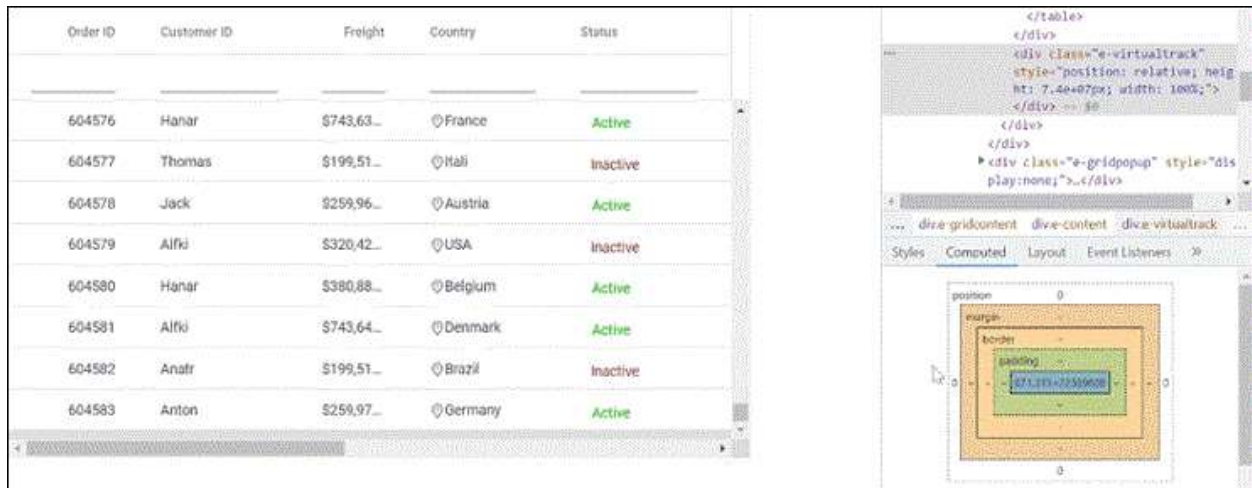 Order ID Customer ID Freight Country Status
604576 Hanar $743,63... France Active
604577 Thomas $199,51... Itali Inactive
604578 Jack $259,96... Austria Active
604579 Alfki $320,42... USA Inactive
604580 Hanar $380,88... Belgium Active
604581 Alfki $743,64... Denmark Active
604582 Anatr $199,51... Brazil Inactive
604583 Anton $259,97... Germany Active
</table>
</div>
... <div class="e-virtualtrack"
style="position: relative; heig
ht: 7.4e+07px; width: 100%;">
</div> == $0
</div>
</div>
<div class="e-gridpopup" style="dis
play:none;">…</div>
... div.e-gridcontent div.e-content div.e-virtualtrack ...
Styles Computed Layout Event Listeners »
position 0
margin -
border -
padding -
0 - - - - - - 0
-
-
-
0